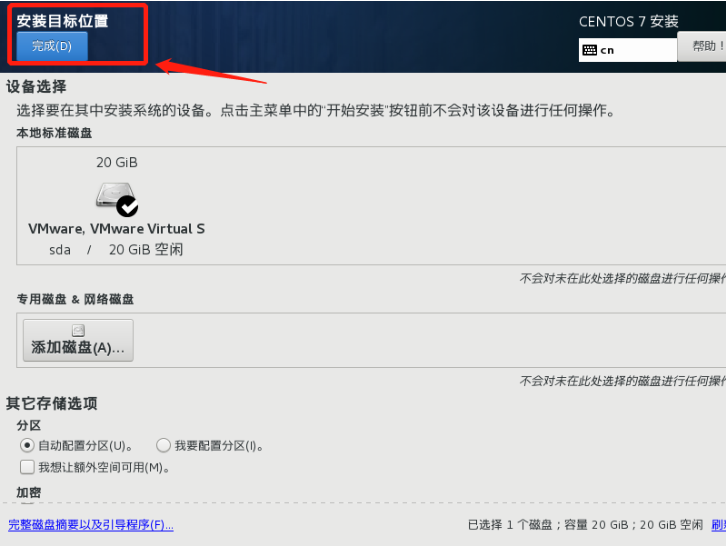 安装目标位置
CENTOS 7 安装
完成(D)
cn
帮助！
设备选择
选择要在其中安装系统的设备。点击主菜单中的“开始安装”按钮前不会对该设备进行任何操作。
本地标准磁盘
20 GiB
VMware, VMware Virtual S
sda / 20 GiB 空闲
不会对未在此处选择的磁盘进行任何操作
专用磁盘 & 网络磁盘
添加磁盘(A)...
不会对未在此处选择的磁盘进行任何操作
其它存储选项
分区
自动配置分区(U)。 我要配置分区(I)。
我想让额外空间可用(M)。
加密
完整磁盘摘要以及引导程序(F)...
已选择 1 个磁盘；容量 20 GiB；20 GiB 空闲 刷新